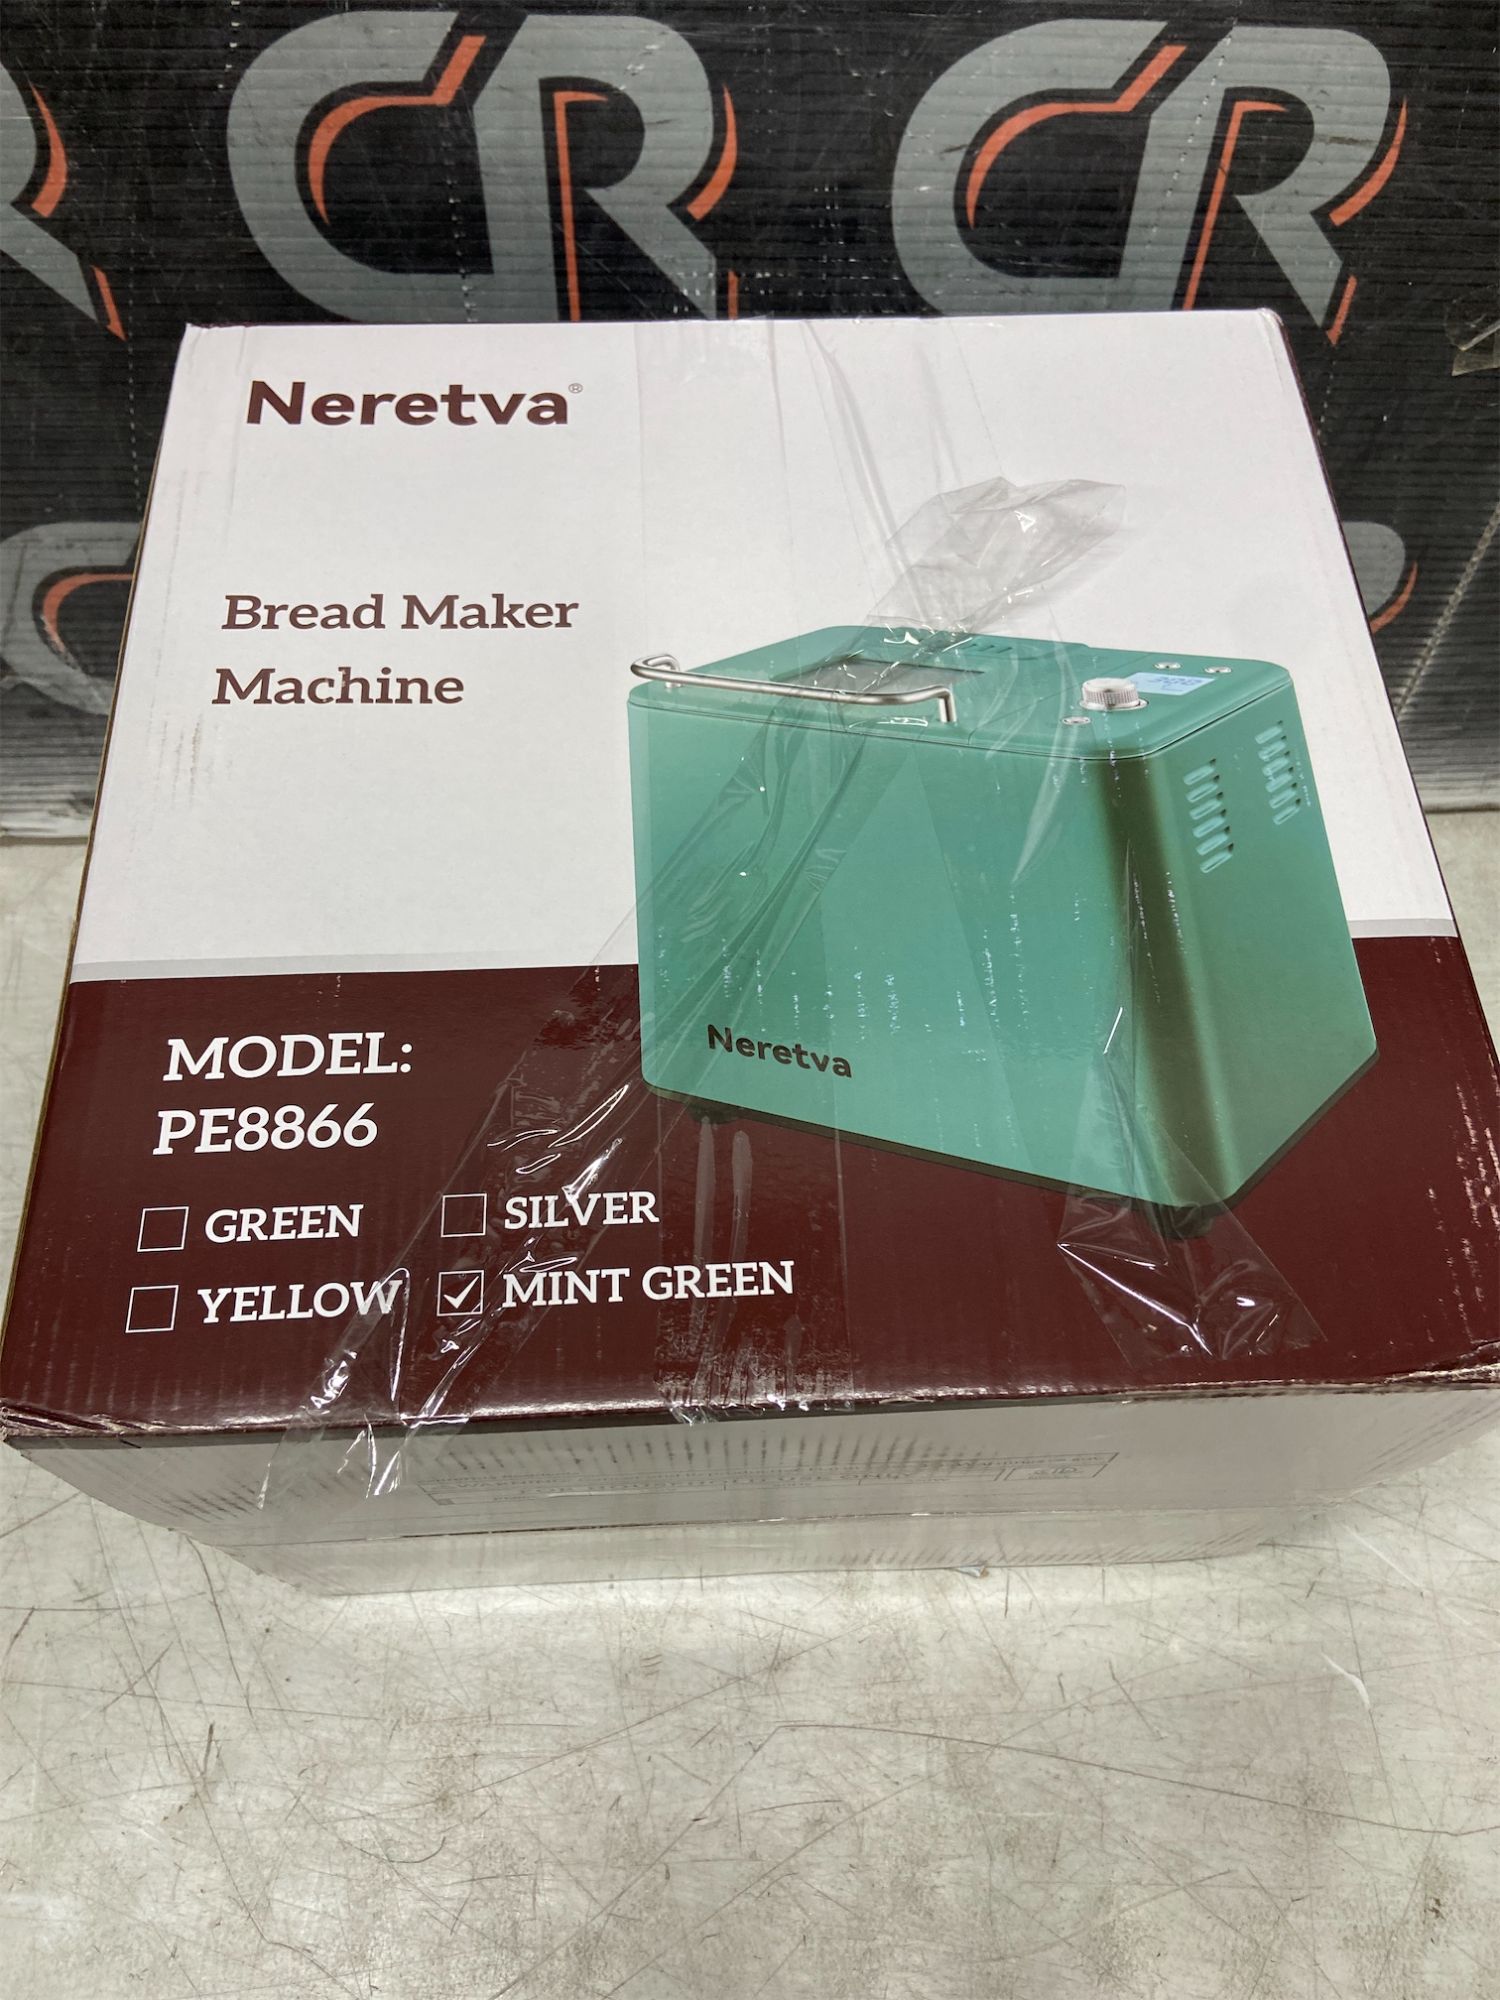 CR
CR
Neretva®
Bread Maker
Machine
Neretva
MODEL:
PE8866
GREEN
SILVER
YELLOW
MINT GREEN